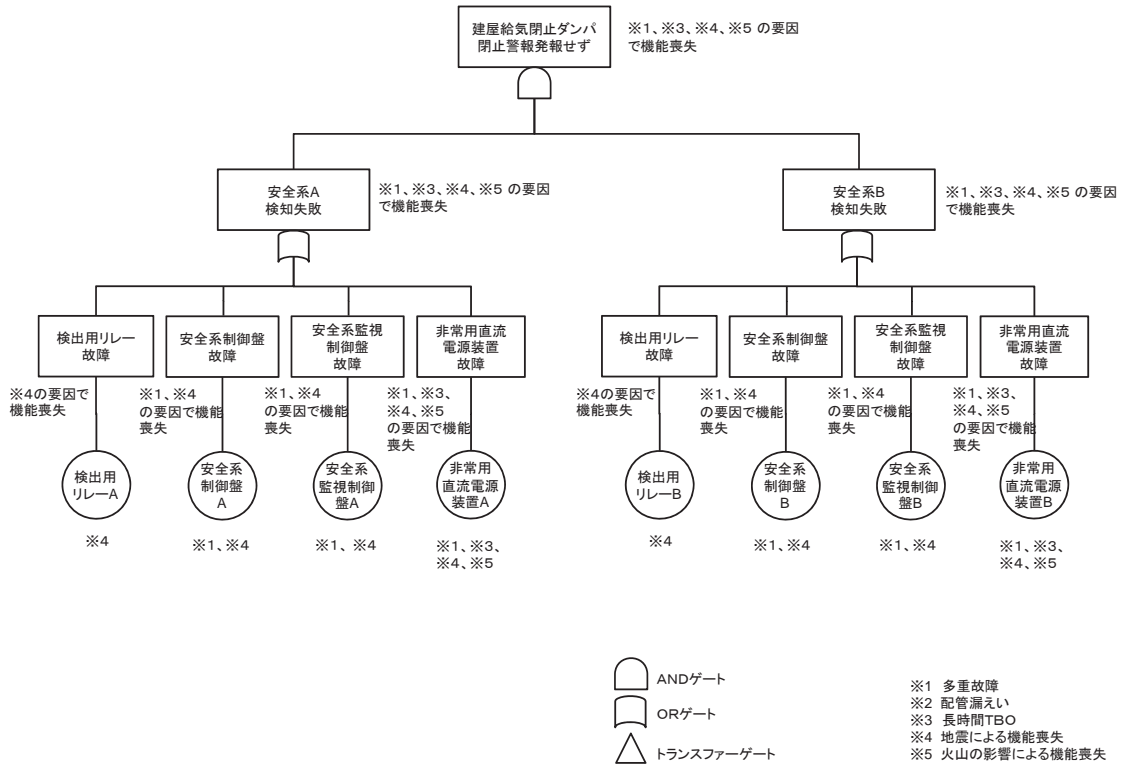 建屋給気閉止ダンパ
閉止警報発報せず
※1、※3、※4、※5 の要因
で機能喪失
安全系A
検知失敗
※1、※3、※4、※5 の要因
で機能喪失
安全系B
検知失敗
※1、※3、※4、※5 の要因
で機能喪失
検出用リレー
故障
安全系制御盤
故障
安全系監視
制御盤
故障
非常用直流
電源装置
故障
検出用リレー
故障
安全系制御盤
故障
安全系監視
制御盤
故障
非常用直流
電源装置
故障
※4の要因で
機能喪失
※1、※4
の要因で機能
喪失
※1、※4
の要因で機能
喪失
※1、※3、
※4、※5
の要因で機能
喪失
※4の要因で
機能喪失
※1、※4
の要因で機能
喪失
※1、※4
の要因で機能
喪失
※1、※3、
※4、※5
の要因で機能
喪失
検出用
リレーA
安全系
制御盤
A
安全系
監視制御
盤A
非常用
直流電源
装置A
検出用
リレーB
安全系
制御盤
B
安全系
監視制御
盤B
非常用
直流電源
装置B
※4
※1、※4
※1、※4
※1、※3、
※4、※5
※4
※1、※4
※1、※4
※1、※3、
※4、※5
ANDゲート
ORゲート
トランスファーゲート
※1 多重故障
※2 配管漏えい
※3 長時間TBO
※4 地震による機能喪失
※5 火山の影響による機能喪失